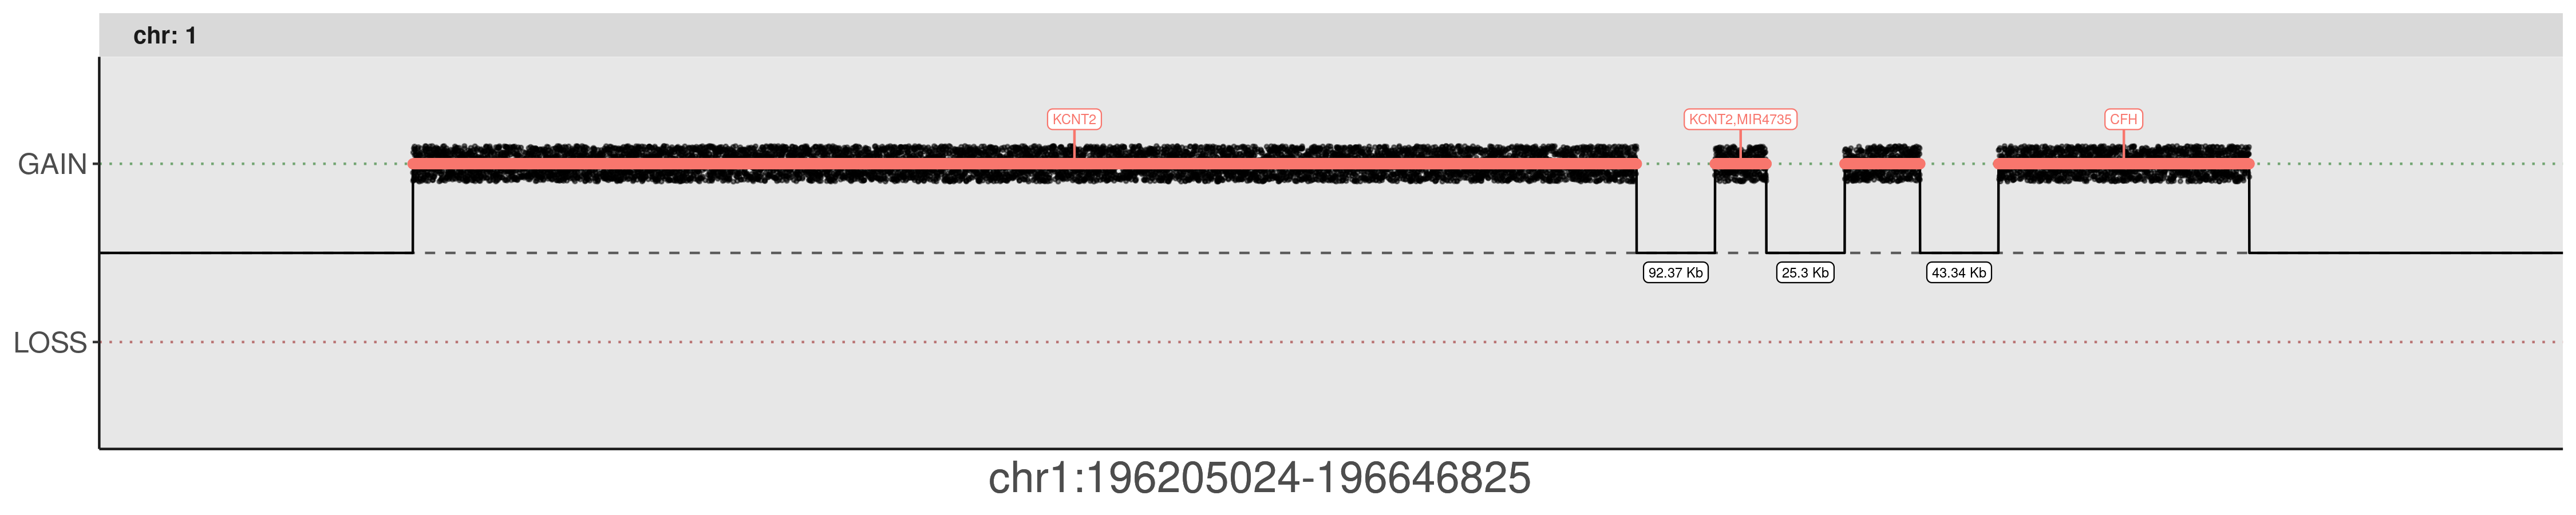 chr: 1
KCNT2
KCNT2,MIR4735
CFH
GAIN
92.37 Kb
25.3 Kb
43.34 Kb
LOSS
chr1:196205024-196646825